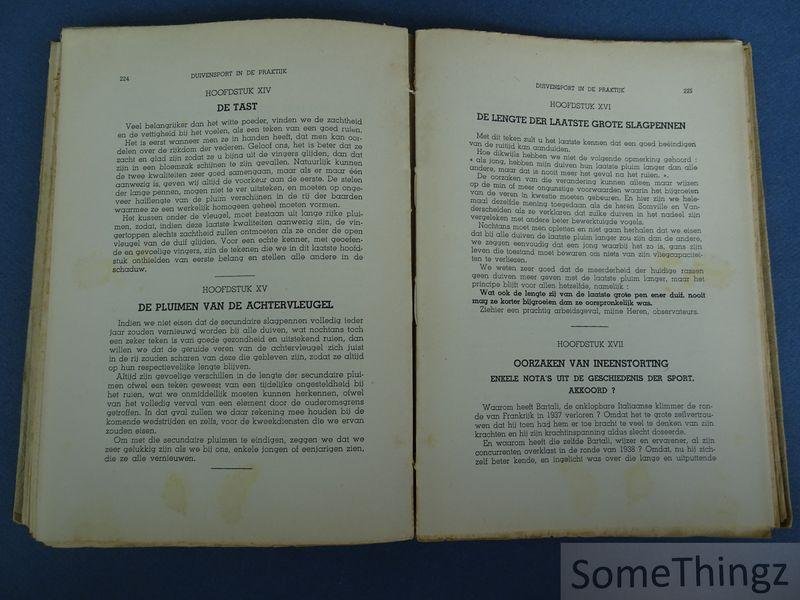 224
DUIVENSPORT IN DE PRAKTIJK
HOOFDSTUK XIV
DE TAST
Veel belangrijker dan het witte poeder, vinden we de zachtheid
en de vettigheid bij het voelen, als een teken van een goed ruien.
Het is eerst wanneer men ze in handen heeft, dat men kan oor-
delen over de rijkdom der vederen. Geloof ons, het is beter dat ze
zacht en glad zijn zodat ze u bijna uit de vingers glijden, dan dat
ze in een bloemzak schijnen te zijn gevallen. Natuurlijk kunnen
de twee kwaliteiten zeer goed samengaan, maar als er maar één
aanwezig is, geven wij altijd de voorkeur aan de eerste. De stelen
der lange pennen, mogen niet te ver uitsteken, en moeten op onge-
veer halflengte van de pluim verschijnen in de rij der baarden
waarmee ze een werkelijk homogeen geheel moeten vormen.
Het kussen onder de vleugel, moet bestaan uit lange rijke plui-
men, zodat, indien deze laatste kwaliteiten aanwezig zijn, de vin-
gertoppen slechts zachtheid zullen ontmoeten als ze onder de open
vleugel van de duif glijden. Voor een echte kenner, met geoefen-
de en gevoelige vingers, zijn de tekenen die we in dit laatste hoofd-
stuk onthielden van eerste belang en stellen alle andere in de
schaduw.
HOOFDSTUK XV
DE PLUIMEN VAN DE ACHTERVLEUGEL
Indien we niet eisen dat de secundaire slagpennen volledig ieder
jaar zouden vernieuwd worden bij alle duiven, wat nochtans toch
een zeker teken is van goede gezondheid en uitstekend ruien, dan
willen we dat de geruide veren van de achtervleugel zich juist
in de rij zouden scharen van deze die gebleven zijn, zodat ze altijd
op hun respectievelijke lengte blijven.
Altijd zijn gevoelige verschillen in de lengte der secundaire plui-
men ofwel een teken geweest van een tijdelijke ongesteldheid bij
het ruien, wat we onmiddellijk moeten kunnen herkennen, ofwel
van het volledig verval van een element door de ouderomsgrens
getroffen. In dat gval zullen we daar rekening mee houden bij de
komende wedstrijden en zelfs, voor de kweekdiensten die we er van
ervan zouden eisen.
Om met die secundaire pluimen te eindigen, zeggen we dat we
zeer gelukkig zijn als we bij ons, enkele jongen of eenjarigen zien,
die ze alle vernieuwen.
DUIVENSPORT IN DE PRAKTIJK
225
HOOFDSTUK XVI
DE LENGTE DER LAATSTE GROTE SLAGPENNEN
Met dit teken zult u het laatste kennen dat een goed beëindigen
van de ruitijd kan aanduiden.
Hoe dikwijls hebben we niet de volgende opmerking gehoord :
« als jong, hebben mijn duiven hun laatste pluim langer dan alle
andere, maar dat is nooit meer het geval na het ruien. ».
De oorzaken van die verandering kunnen alleen maar wijzen
op de min of meer ongunstige voorwaarden waarin het bijgroeien
van de veren in kwestie moeten gebeuren. En hier zijn we hele-
maal dezelfde mening toegedaan als de heren Somville en Van-
derschelden als ze verklaren dat zulke duiven in het nadeel zijn
vergeleken met andere beter bewerktuigde vogels.
Nochtans moet men opletten en niet gaan herhalen dat we eisen
dat bij alle duiven de laatste pluim langer zou zijn dan de andere,
we zeggen eenvoudig dat een jong waarbij het zo is, gans zijn
leven die toestand moet bewaren om niets van zijn vliegcapacitei-
ten te verliezen.
We weten zeer goed dat de meerderheid der huidige rassen
geen duiven meer geven met de laatste pluim langer, maar het
principe blijft voor allen hetzelfde, namelijk :
Wat ook de lengte zij van de laatste grote pen ener duif. nooit
mag ze korter bijgroeien dan ze oorspronkelijk was.
Ziehier een prachtig arbeidsgeval, mijne Heren, observateurs.
HOOFDSTUK XVII
OORZAKEN VAN INEENSTORTING
ENKELE NOTA'S UIT DE GESCHIEDENIS DER SPORT.
AKKOORD ?
Waarom heeft Bartali, de enklopbare Italiaanse klimmer de ron-
de van Frankrijk in 1937 verloren ? Omdat het te grote zelfvertrou-
wen dat hij toen had hem er toe bracht te veel te denken van zijn
krachten en hij zijn krachtinspanning aldus slecht doseerde.
En waarom heeft die zelfde Bartali, wijzer en ervarener, al zijn
concurrenten overklast in de ronde van 1938 ? Omdat, nu hij zich-
zelf beter kende, en ingelicht was over die lange en uitputtende
SomeThingz